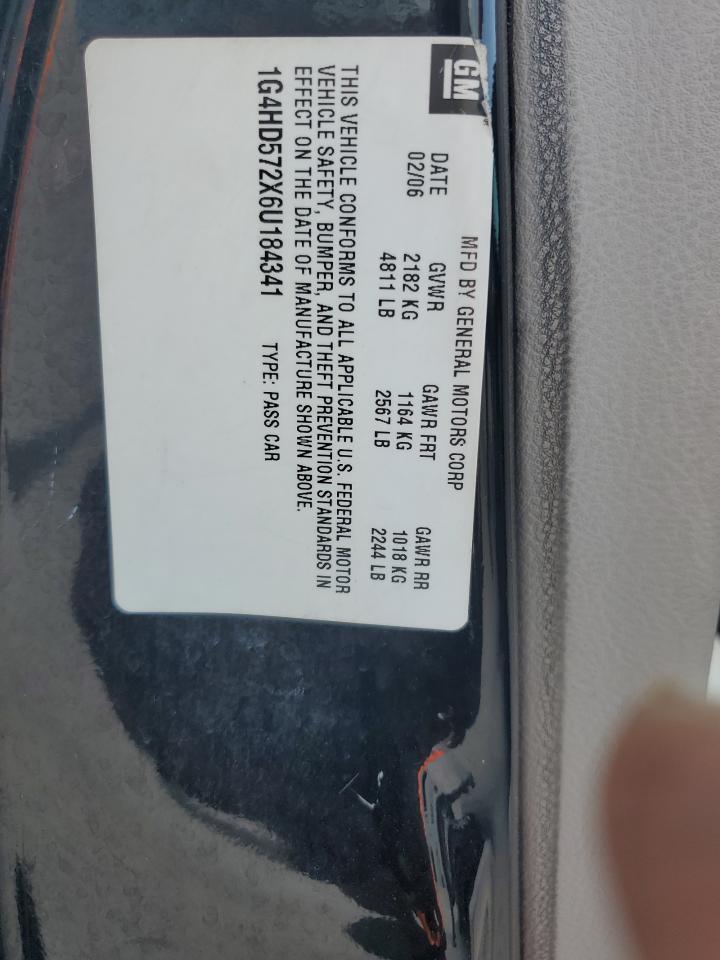 GM
MFD BY GENERAL MOTORS CORP
DATE GVWR GAWR FRT GAWR RR
02/06 2182 KG 1164 KG 1018 KG
4811 LB 2567 LB 2244 LB
THIS VEHICLE CONFORMS TO ALL APPLICABLE U.S. FEDERAL MOTOR
VEHICLE SAFETY, BUMPER, AND THEFT PREVENTION STANDARDS IN
EFFECT ON THE DATE OF MANUFACTURE SHOWN ABOVE.
1G4HD572X6U184341 TYPE: PASS CAR